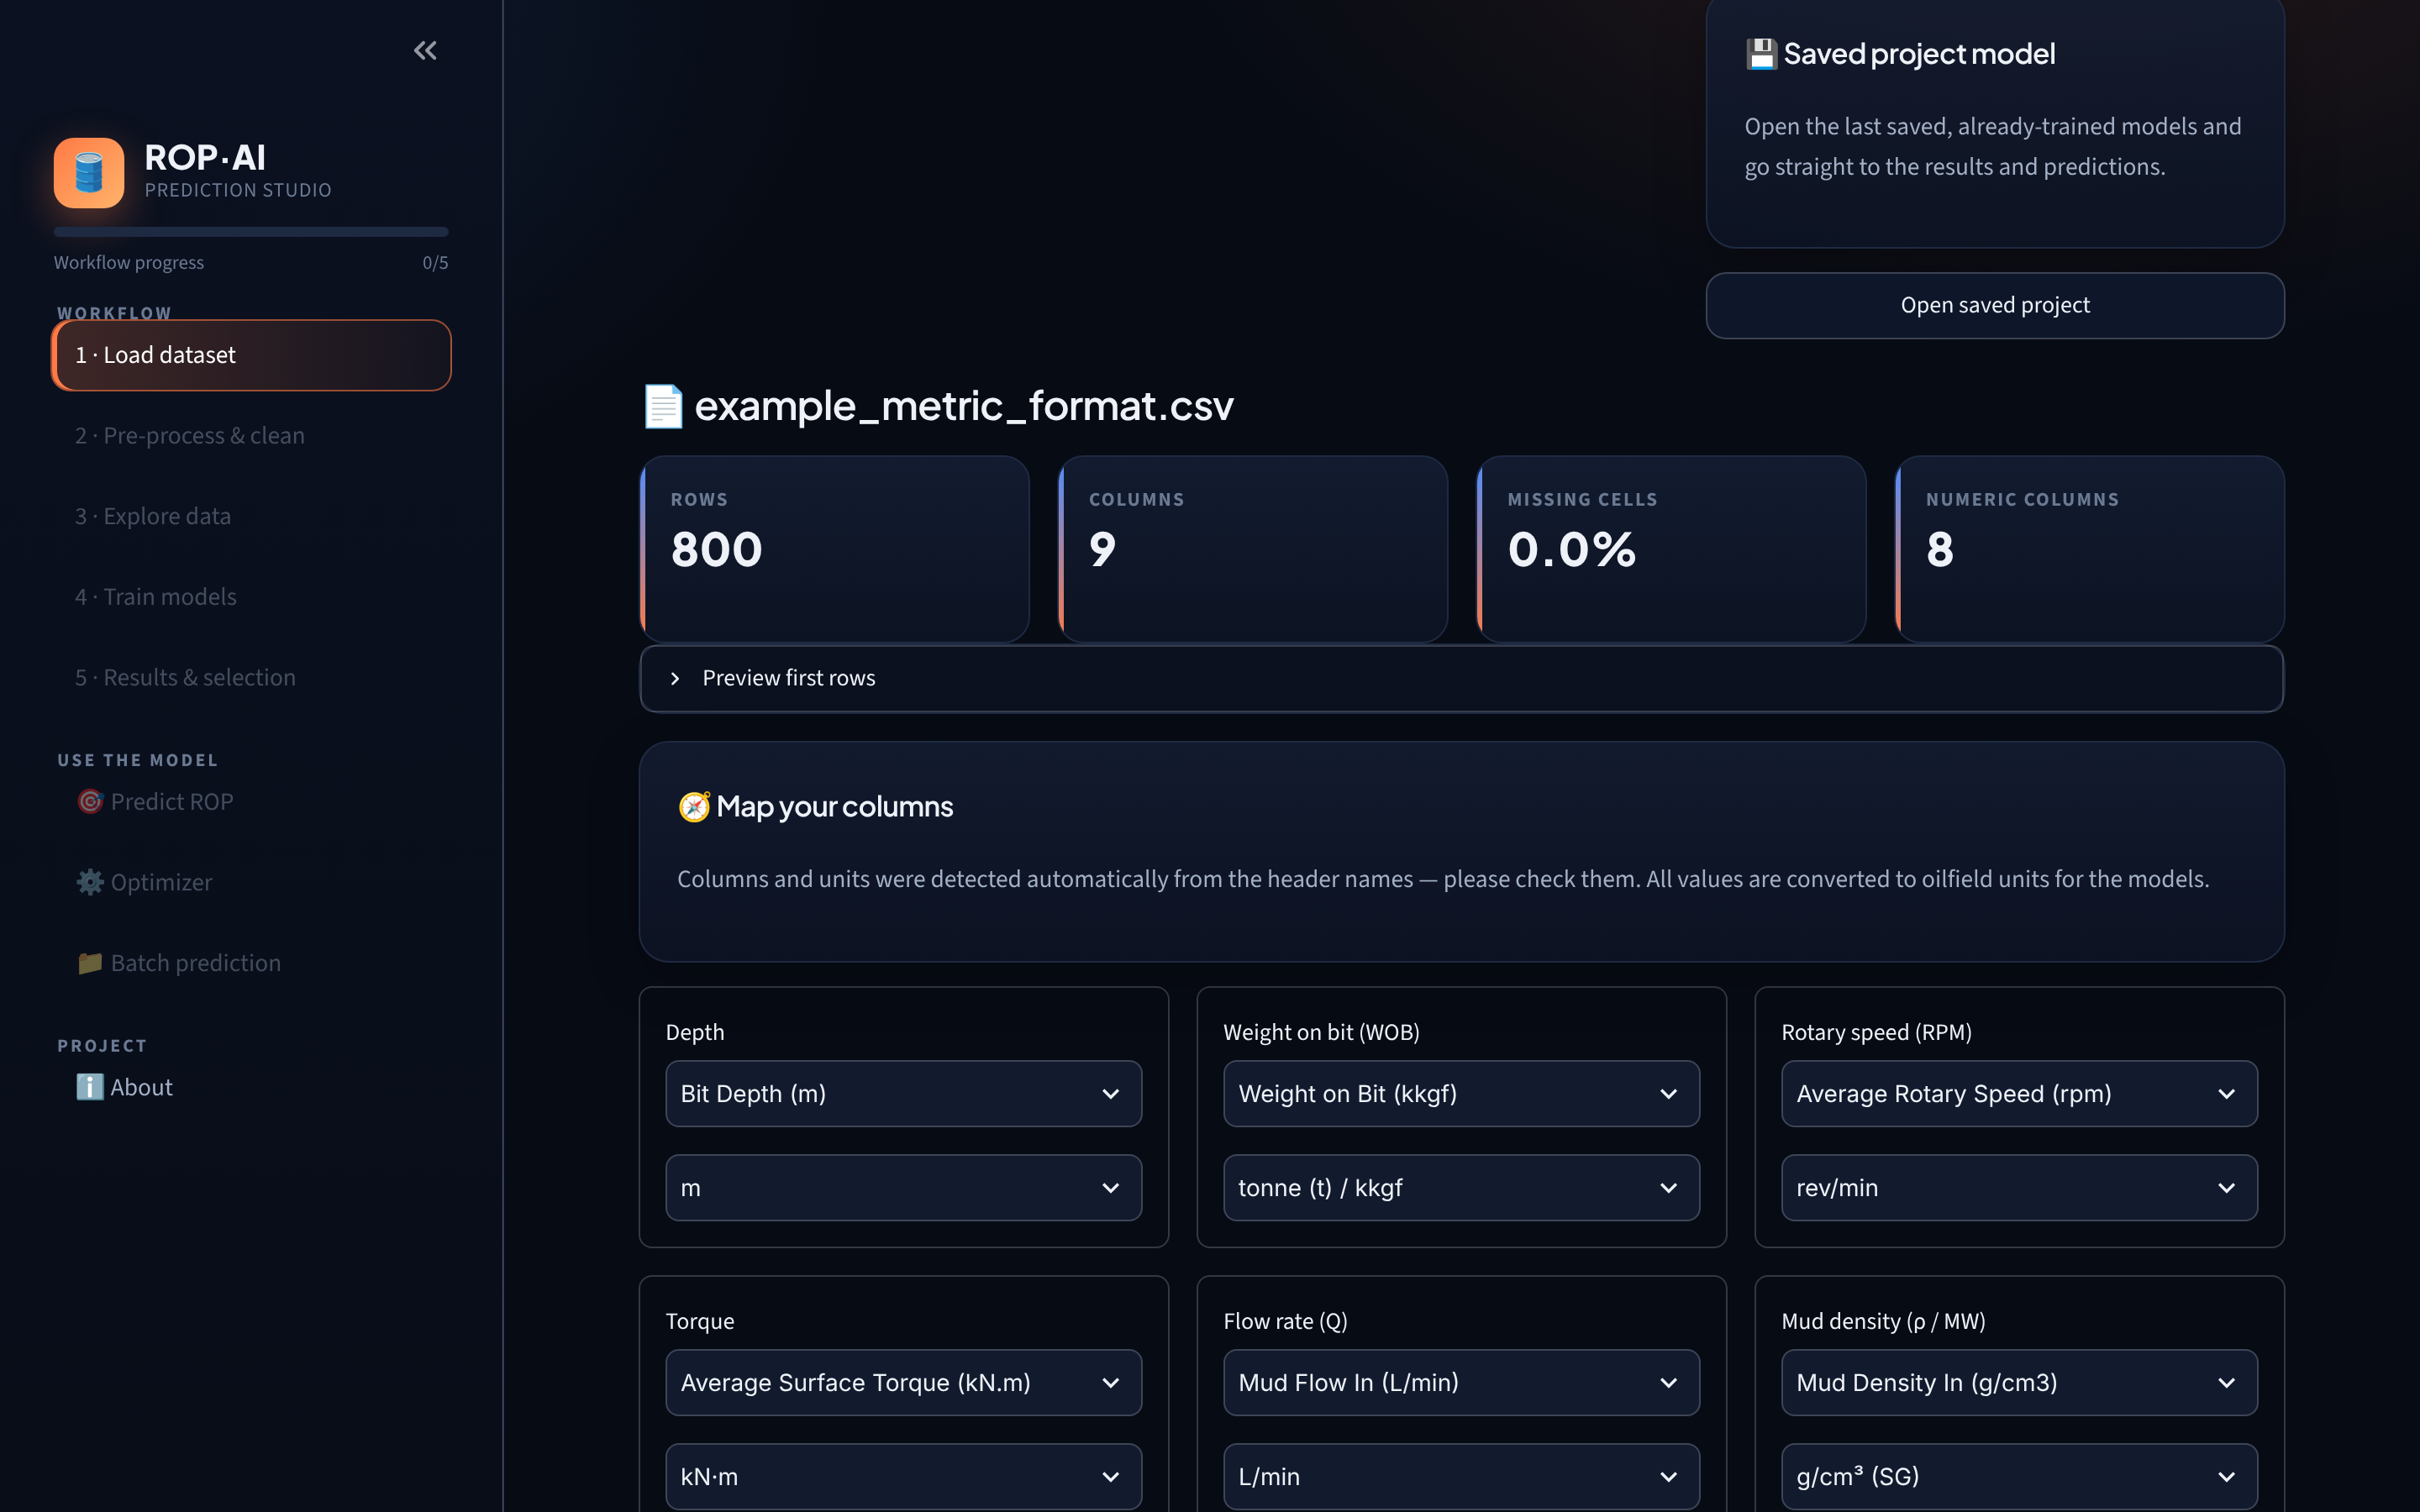 ROP·AI
PREDICTION STUDIO
Workflow progress 0/5
WORKFLOW
1 · Load dataset
2 · Pre-process & clean
3 · Explore data
4 · Train models
5 · Results & selection
USE THE MODEL
Predict ROP
Optimizer
Batch prediction
PROJECT
About
Saved project model
Open the last saved, already-trained models and
go straight to the results and predictions.
Open saved project
example_metric_format.csv
ROWS
800
COLUMNS
9
MISSING CELLS
0.0%
NUMERIC COLUMNS
8
Preview first rows
Map your columns
Columns and units were detected automatically from the header names — please check them. All values are converted to oilfield units for the models.
Depth
Bit Depth (m)
m
Weight on bit (WOB)
Weight on Bit (kkgf)
tonne (t) / kkgf
Rotary speed (RPM)
Average Rotary Speed (rpm)
rev/min
Torque
Average Surface Torque (kN.m)
kN·m
Flow rate (Q)
Mud Flow In (L/min)
L/min
Mud density (ρ / MW)
Mud Density In (g/cm3)
g/cm³ (SG)